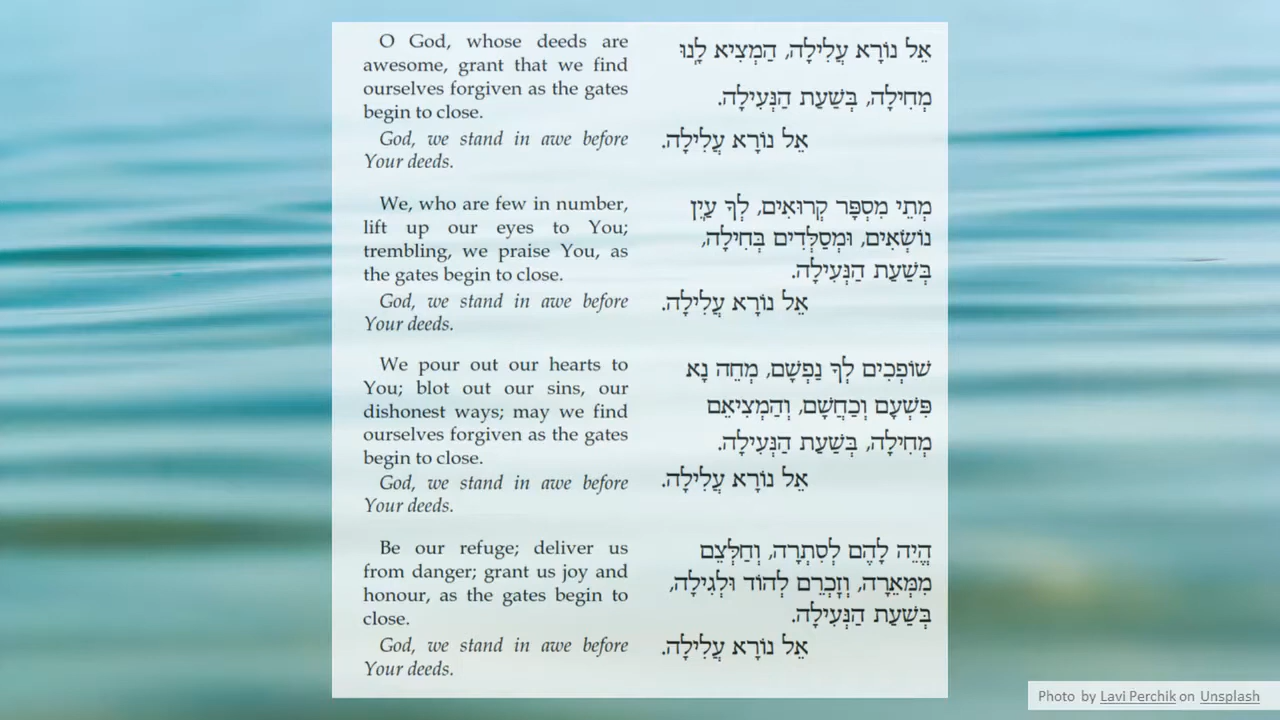 O God, whose deeds are
awesome, grant that we find
ourselves forgiven as the gates
begin to close.
God, we stand in awe before
Your deeds.
We, who are few in number,
lift up our eyes to You;
trembling, we praise You, as
the gates begin to close.
God, we stand in awe before
Your deeds.
We pour out our hearts to
You; blot out our sins, our
dishonest ways; may we find
ourselves forgiven as the gates
begin to close.
God, we stand in awe before
Your deeds.
Be our refuge; deliver us
from danger; grant us joy and
honour, as the gates begin to
close.
God, we stand in awe before
Your deeds.
אֵל נוֹרָא עֲלִילָה, הַמְצִיא לָנוּ
מְחִילָה, בְּשַׁעַת הַנְּעִילָה.
אֵל נוֹרָא עֲלִילָה.
מְתֵי מִסְפָּר קְרוּאִים, לְךָ עַיִן
נוֹשְׂאִים, וּמְסַלְּדִים בְּחִילָה,
בְּשַׁעַת הַנְּעִילָה.
אֵל נוֹרָא עֲלִילָה.
שׁוֹפְכִים לְךָ נַפְשָׁם, מְחֵה נָא
פִּשְׁעָם וְכַחֲשָׁם, וְהַמְצִיאֵם
מְחִילָה, בְּשַׁעַת הַנְּעִילָה.
אֵל נוֹרָא עֲלִילָה.
הֱיֵה לָהֶם לְסִתְרָה, וְחַלְּצֵם
מִמְּאֵרָה, וְזָכְרֵם לְהוֹד וּלְגִילָה,
בְּשַׁעַת הַנְּעִילָה.
אֵל נוֹרָא עֲלִילָה.
Photo by Lavi Perchik on Unsplash